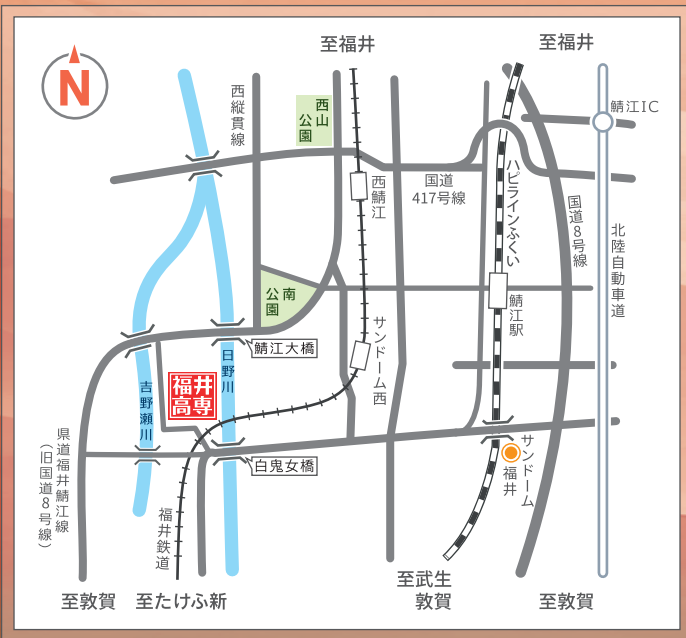 至福井
至福井
N
西縦貫線
西山
公園
鯖江IC
西鯖江
国道
417号線
ハピラインふくい
国道8号線
北陸自動車道
南
公園
鯖江駅
サンドーム西
鯖江大橋
日野川
福井
高専
吉野瀬川
県道福井鯖江線
(旧国道8号線)
白鬼女橋
サンドーム
福井
福井鉄道
至武生
敦賀
至敦賀
至たけふ新
至敦賀